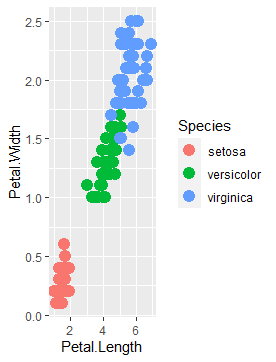 2.5
2.0
1.5
1.0
0.5
0.0
Petal.Width
2 4 6
Petal.Length
Species
setosa
versicolor
virginica